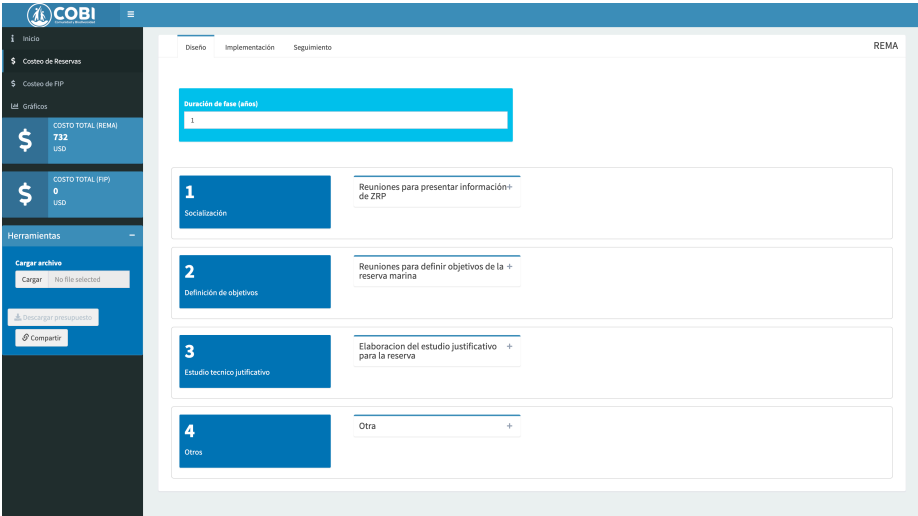 COBI
Comunidad y Biodiversidad
Inicio
Costeo de Reservas
Costeo de FIP
Gráficos
COSTO TOTAL (REMA)
732
USD
COSTO TOTAL (FIP)
0
USD
Herramientas
Cargar archivo
Cargar No file selected
Descargar presupuesto
Compartir
Diseño Implementación Seguimiento REMA
Duración de fase (años)
1
1
Socialización
Reuniones para presentar información
de ZRP
2
Definición de objetivos
Reuniones para definir objetivos de la
reserva marina
3
Estudio tecnico jutificativo
Elaboracion del estudio justificativo
para la reserva
4
Otros
Otra